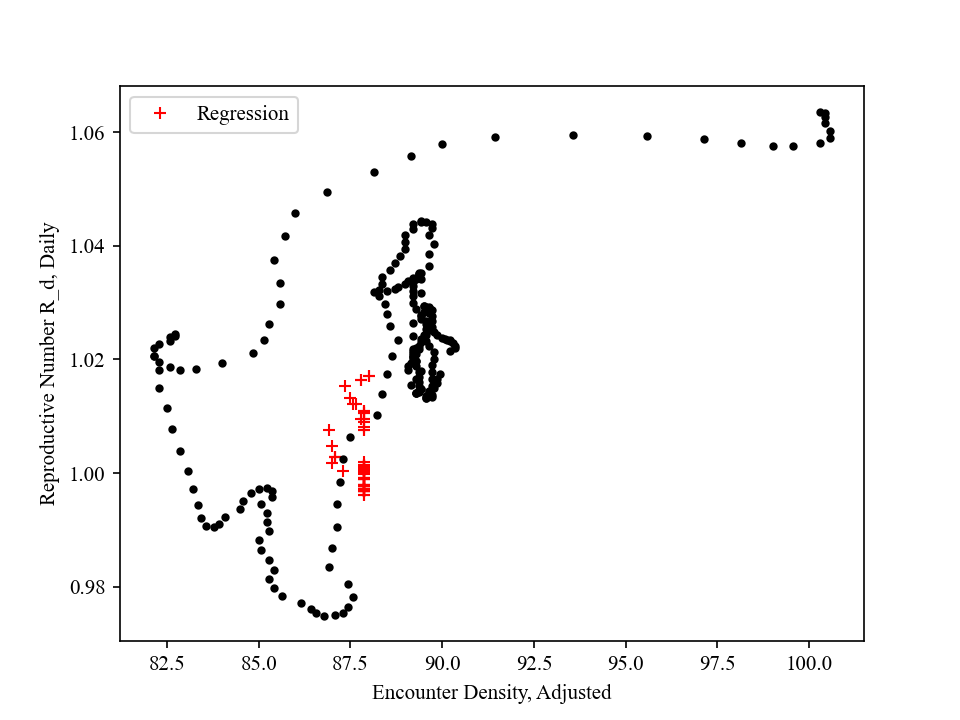 Regression
1.06
1.04
1.02
1.00
0.98
Reproductive Number R_d, Daily
82.5 85.0 87.5 90.0 92.5 95.0 97.5 100.0
Encounter Density, Adjusted